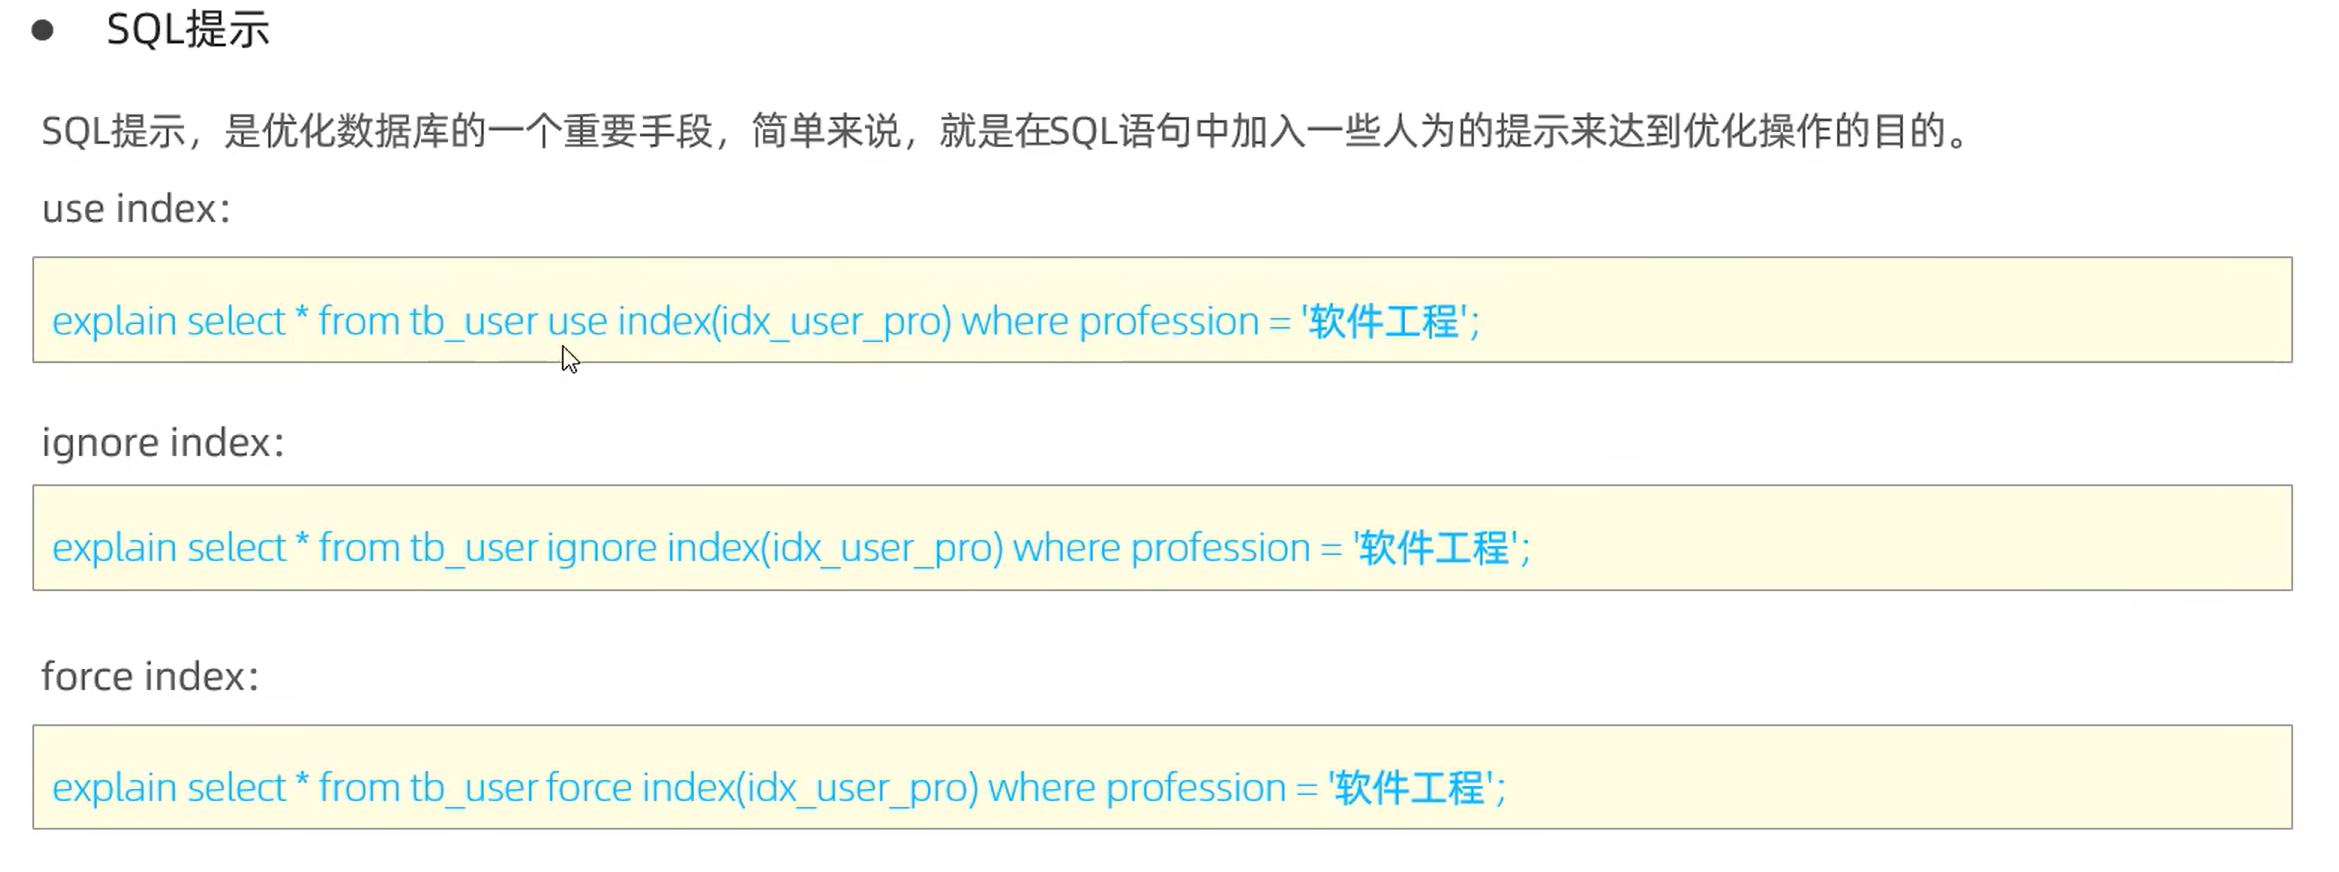 SQL提示
SQL提示，是优化数据库的一个重要手段，简单来说，就是在SQL语句中加入一些人为的提示来达到优化操作的目的。
use index：
explain select * from tb_user use index(idx_user_pro) where profession = '软件工程';
ignore index：
explain select * from tb_user ignore index(idx_user_pro) where profession = '软件工程';
force index：
explain select * from tb_user force index(idx_user_pro) where profession = '软件工程';